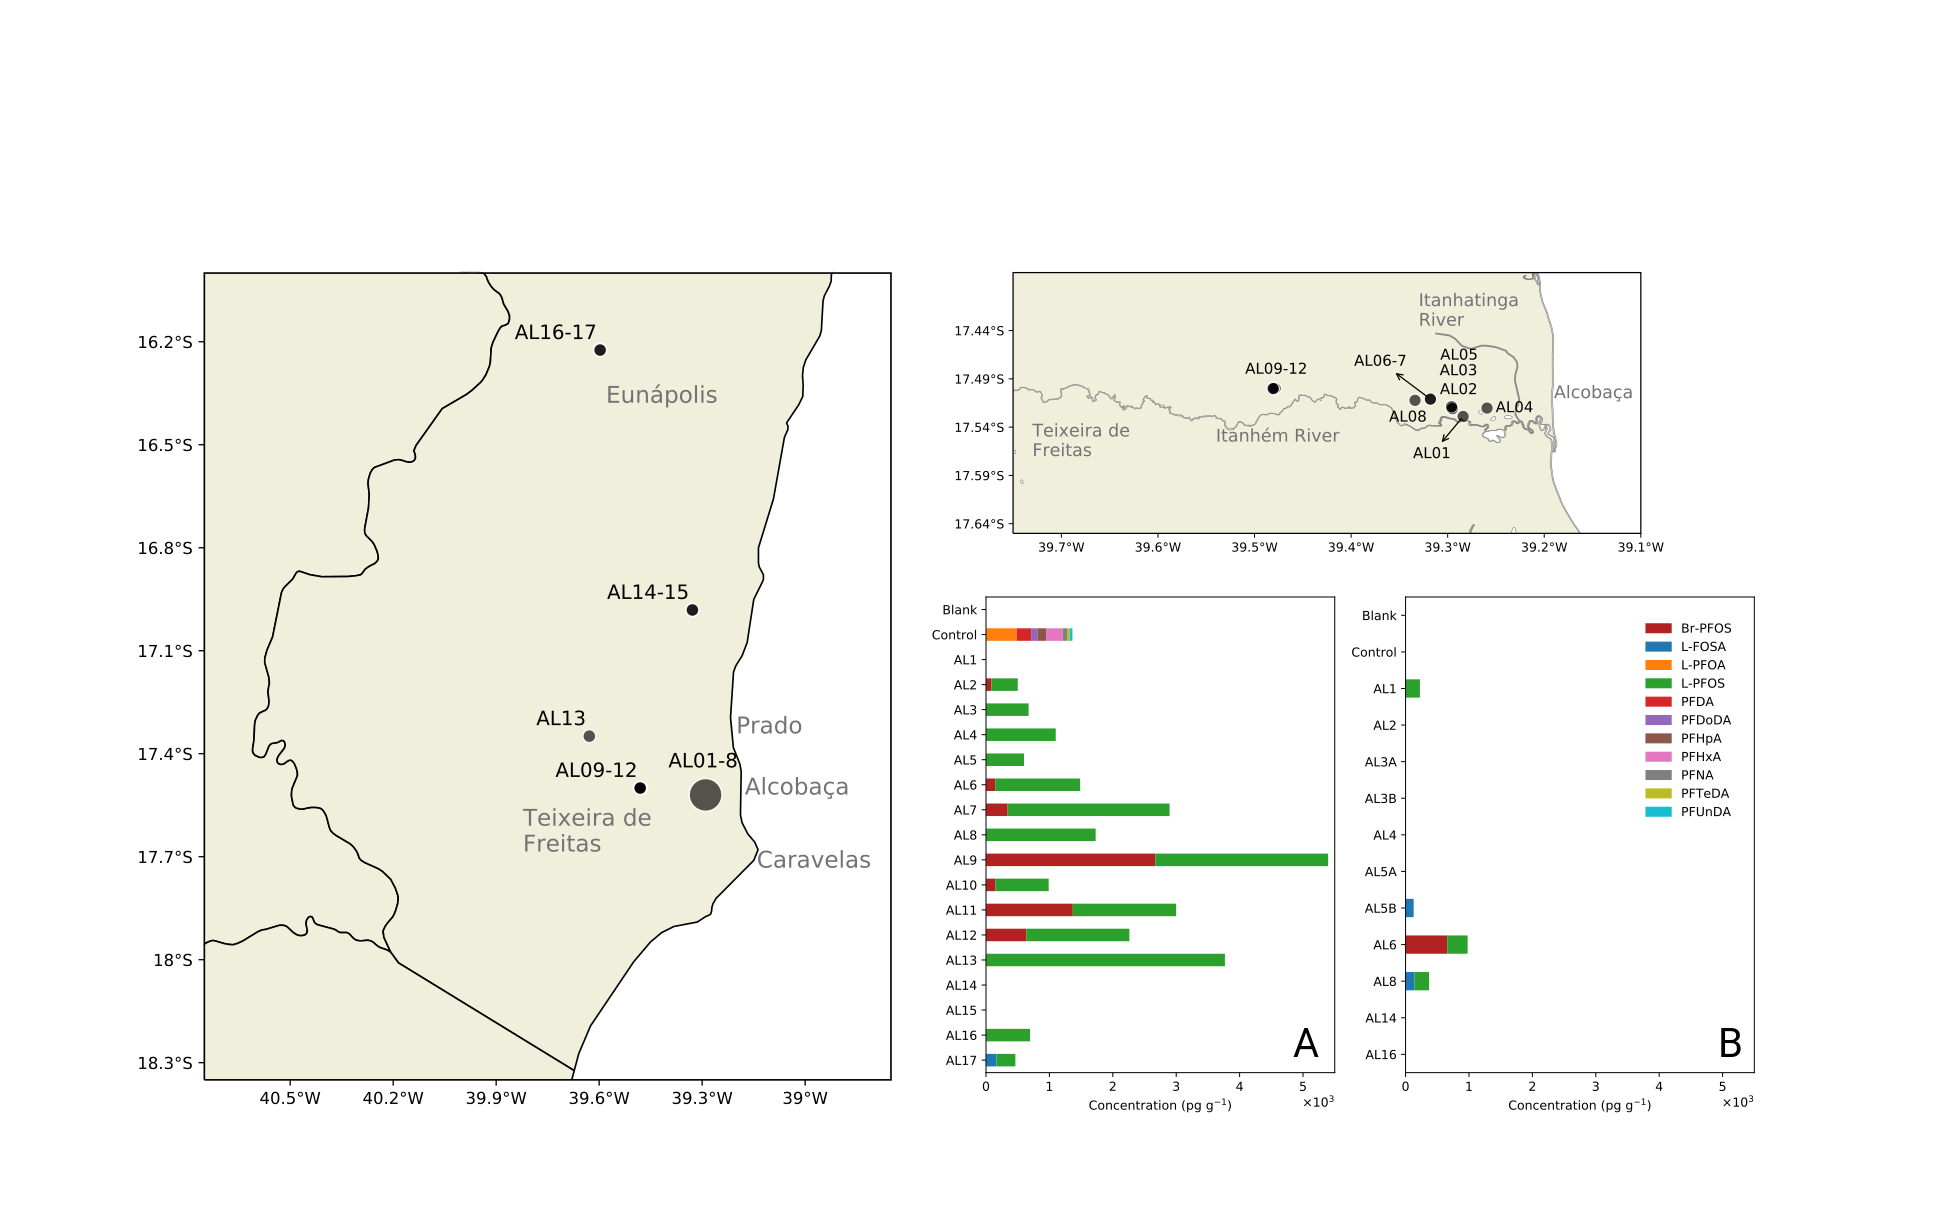 AL16-17
Eunápolis
AL14-15
AL13
Prado
AL01-8
AL09-12
Alcobaça
Teixeira de
Freitas
Caravelas
16.2°S
16.5°S
16.8°S
17.1°S
17.4°S
17.7°S
18°S
18.3°S
40.5°W 40.2°W 39.9°W 39.6°W 39.3°W 39°W
Itanhatinga
River
AL05
AL03
AL02
AL06-7
AL09-12
AL08
AL04
AL01
Alcobaça
Teixeira de
Freitas
Itanhém River
17.44°S
17.49°S
17.54°S
17.59°S
17.64°S
39.7°W 39.6°W 39.5°W 39.4°W 39.3°W 39.2°W 39.1°W
Blank
Control
AL1
AL2
AL3
AL4
AL5
AL6
AL7
AL8
AL9
AL10
AL11
AL12
AL13
AL14
AL15
AL16
AL17
A
0 1 2 3 4 5
Concentration (pg g⁻¹)
×10³
Blank
Control
AL1
AL2
AL3A
AL3B
AL4
AL5A
AL5B
AL6
AL8
AL14
AL16
Br-PFOS
L-FOSA
L-PFOA
L-PFOS
PFDA
PFDoDA
PFHpA
PFHxA
PFNA
PFTeDA
PFUnDA
B
0 1 2 3 4 5
Concentration (pg g⁻¹)
×10³